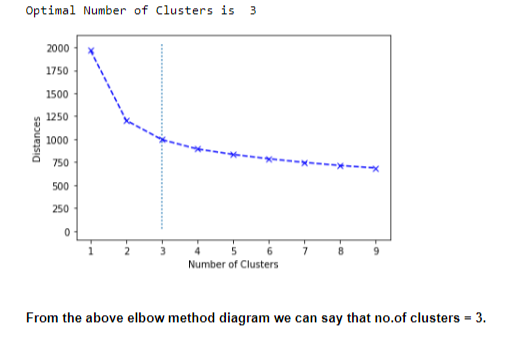 Optimal Number of Clusters is 3
2000
1750
1500
1250
1000
750
500
250
0
Distances
1 2 3 4 5 6 7 8 9
Number of Clusters
From the above elbow method diagram we can say that no.of clusters = 3.